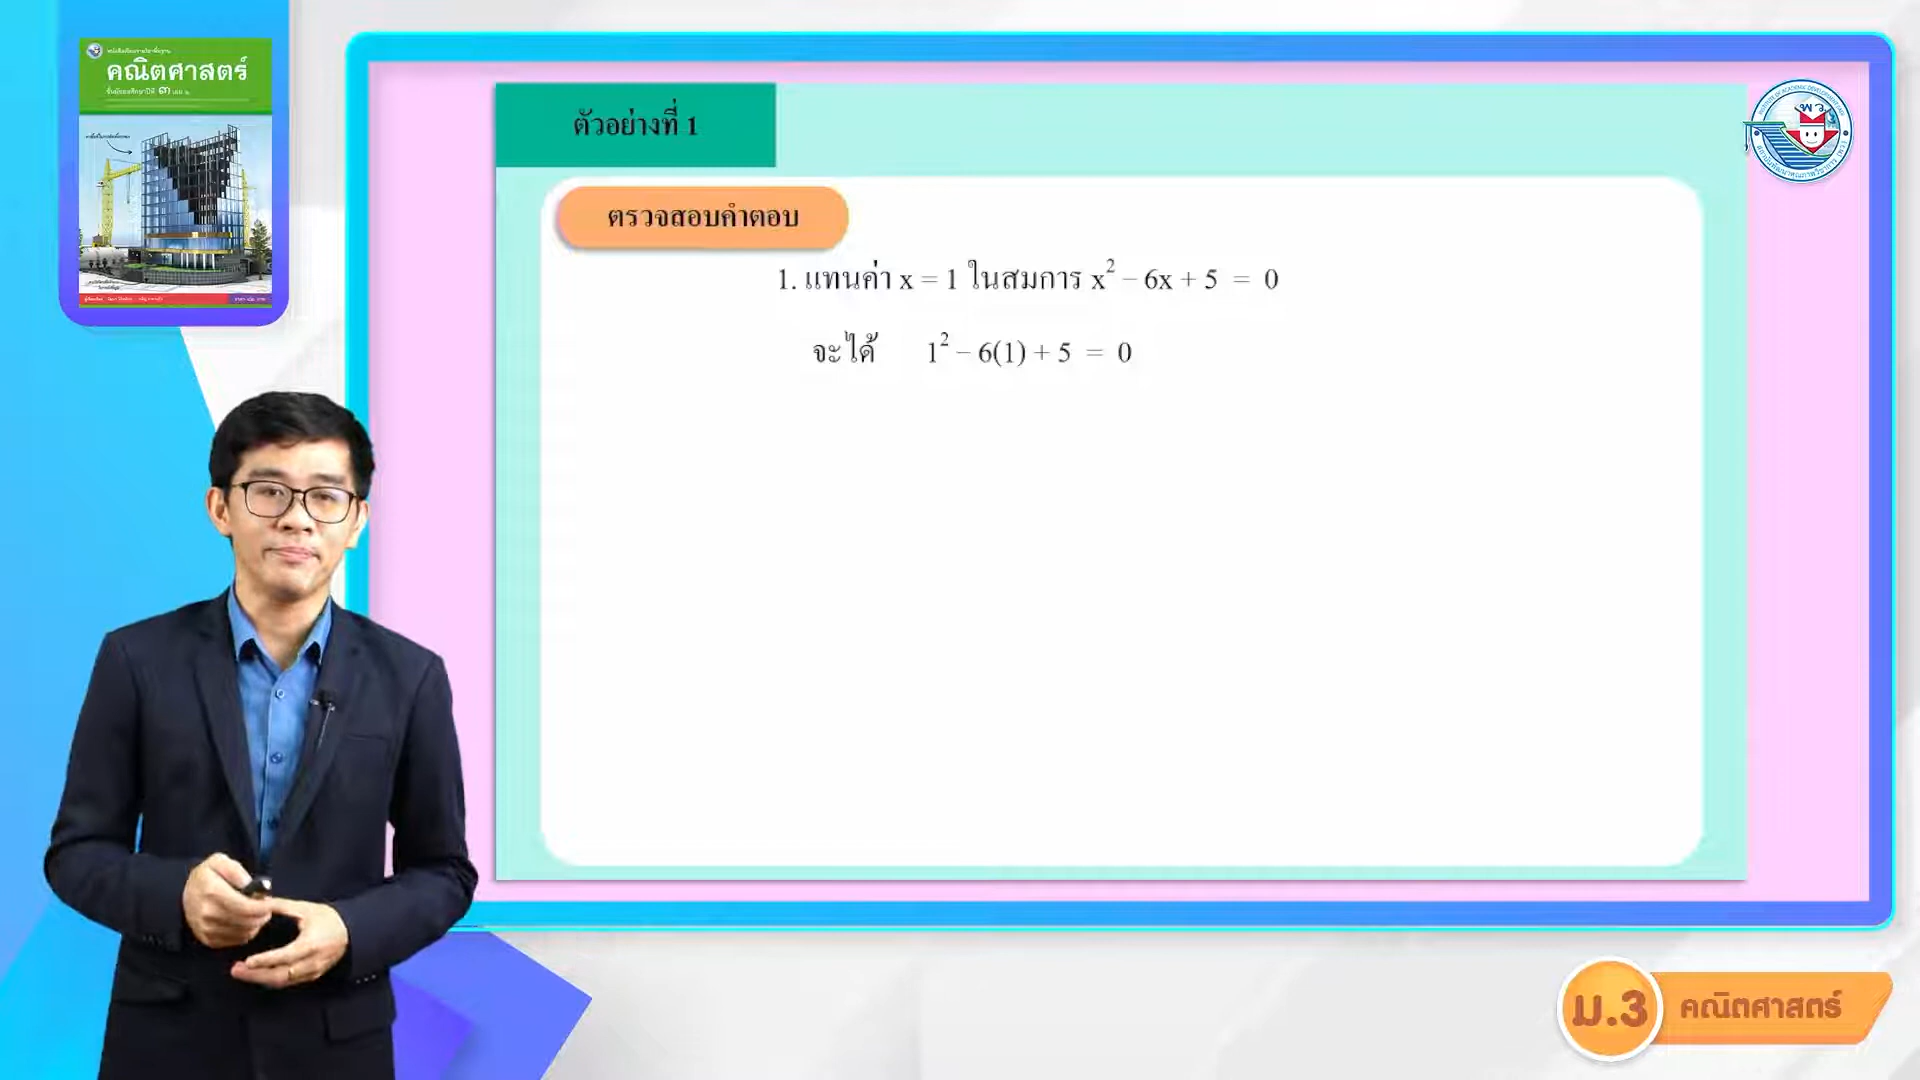 คณิตศาสตร์
ตัวอย่างที่ 1
ตรวจสอบคำตอบ
1. แทนค่า x = 1 ในสมการ x² – 6x + 5 = 0
จะได้ 1² – 6(1) + 5 = 0
พว
ม.3 คณิตศาสตร์